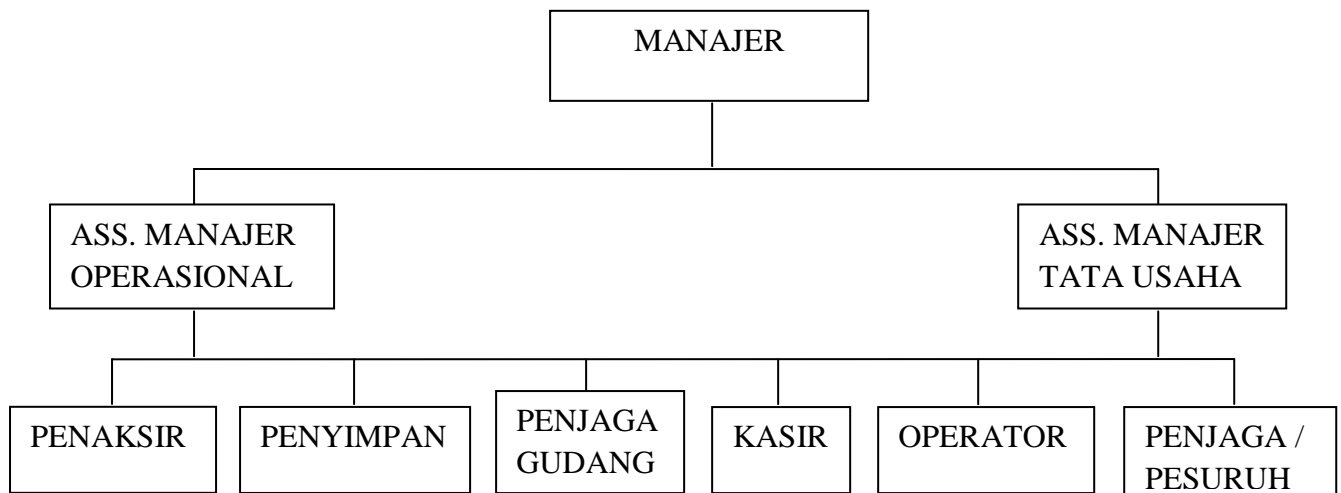 MANAJER
ASS. MANAJER
OPERASIONAL
ASS. MANAJER
TATA USAHA
PENAKSIR
PENYIMPAN
PENJAGA
GUDANG
KASIR
OPERATOR
PENJAGA /
PESURUH